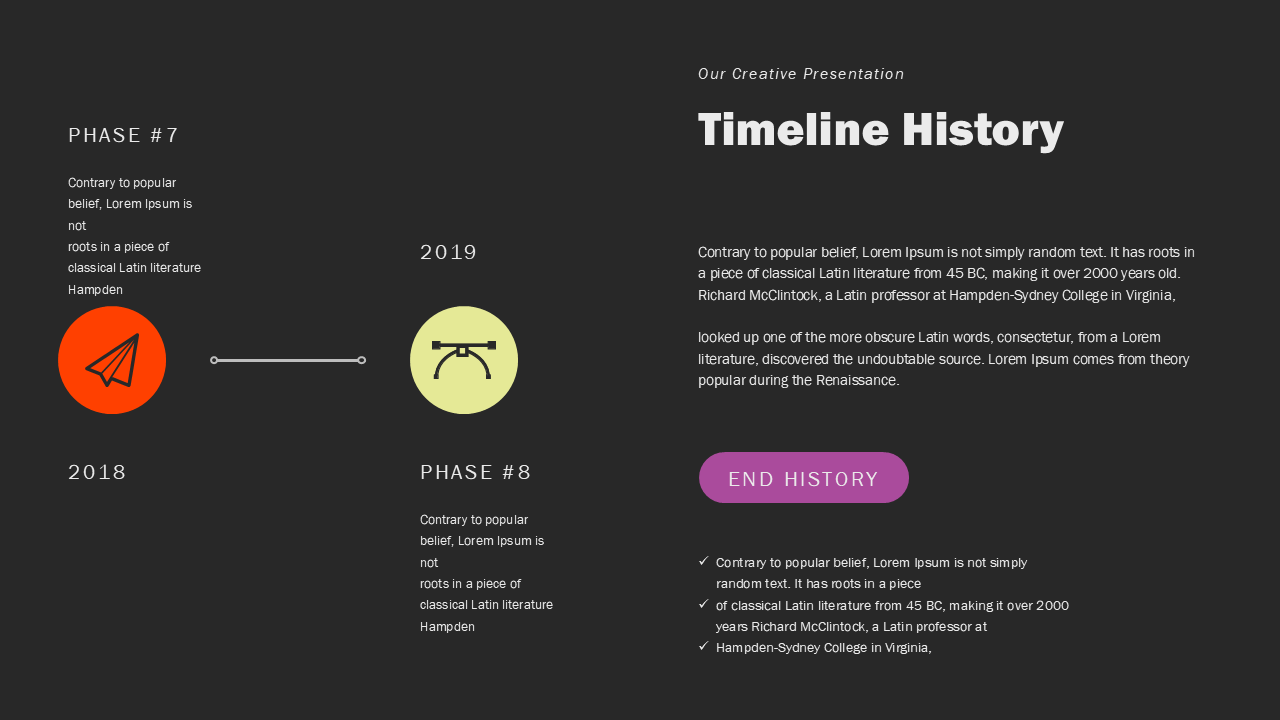 PHASE #7
Contrary to popular
belief, Lorem Ipsum is
not
roots in a piece of
classical Latin literature
Hampden
2018
2019
PHASE #8
Contrary to popular
belief, Lorem Ipsum is
not
roots in a piece of
classical Latin literature
Hampden
Our Creative Presentation
Timeline History
Contrary to popular belief, Lorem Ipsum is not simply random text. It has roots in
a piece of classical Latin literature from 45 BC, making it over 2000 years old.
Richard McClintock, a Latin professor at Hampden-Sydney College in Virginia,
looked up one of the more obscure Latin words, consectetur, from a Lorem
literature, discovered the undoubtable source. Lorem Ipsum comes from theory
popular during the Renaissance.
END HISTORY
✓ Contrary to popular belief, Lorem Ipsum is not simply
random text. It has roots in a piece
✓ of classical Latin literature from 45 BC, making it over 2000
years Richard McClintock, a Latin professor at
✓ Hampden-Sydney College in Virginia,